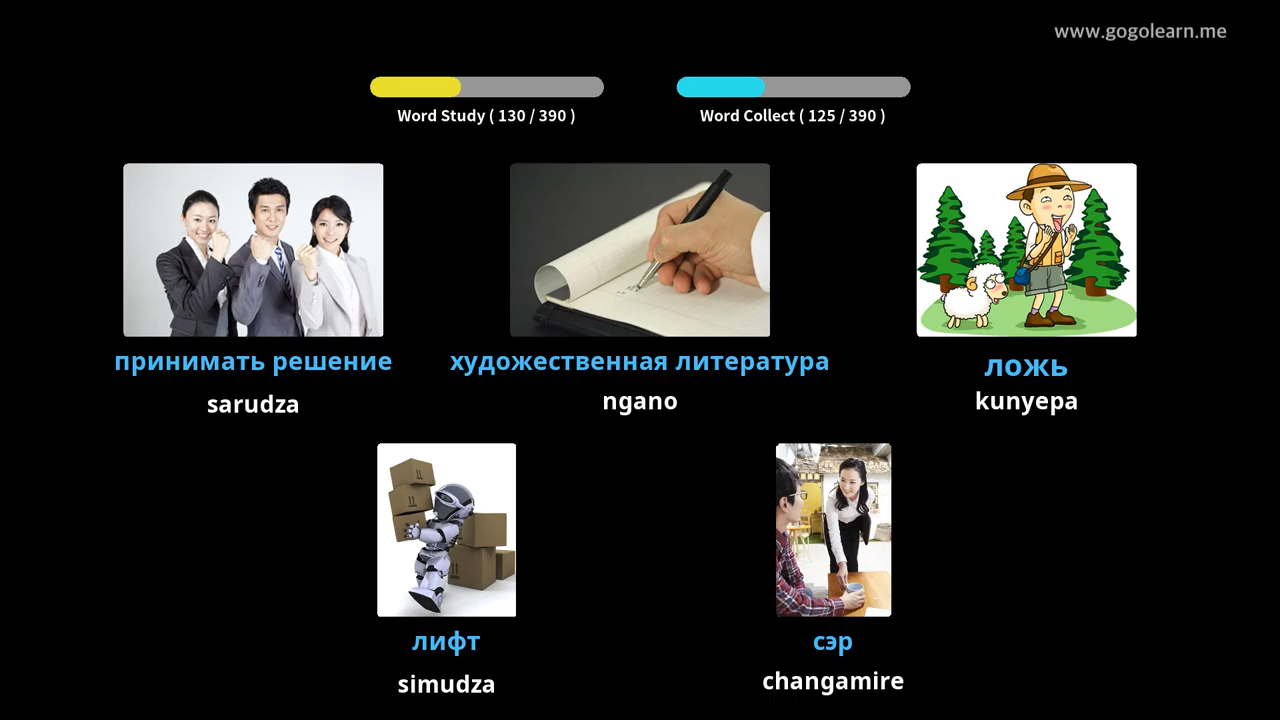 www.gogolearn.me
Word Study ( 130 / 390 )
Word Collect ( 125 / 390 )
принимать решение
sarudza
художественная литература
ngano
ложь
kunyepa
лифт
simudza
сэр
changamire